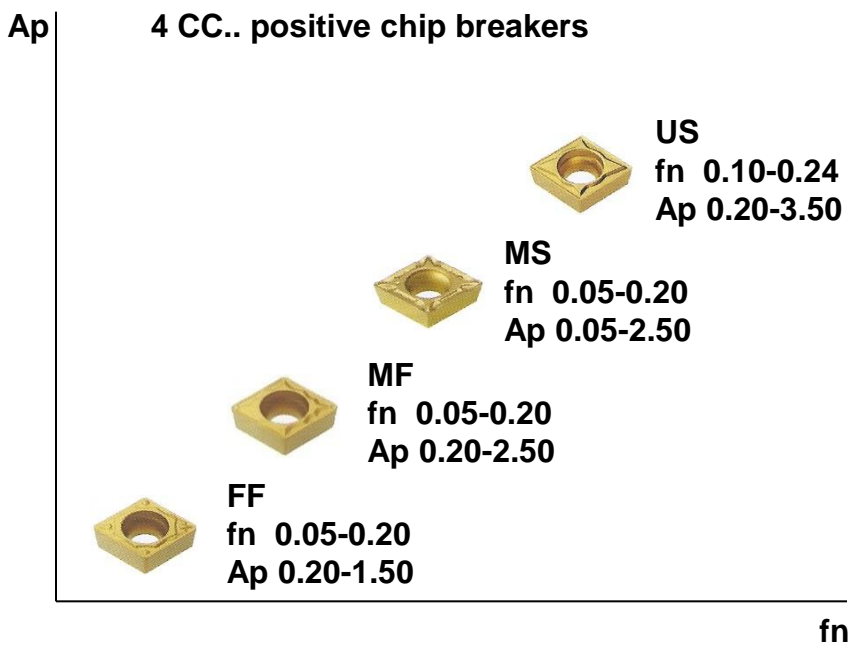 Ap
4 CC.. positive chip breakers
US
fn 0.10-0.24
Ap 0.20-3.50
MS
fn 0.05-0.20
Ap 0.05-2.50
MF
fn 0.05-0.20
Ap 0.20-2.50
FF
fn 0.05-0.20
Ap 0.20-1.50
fn